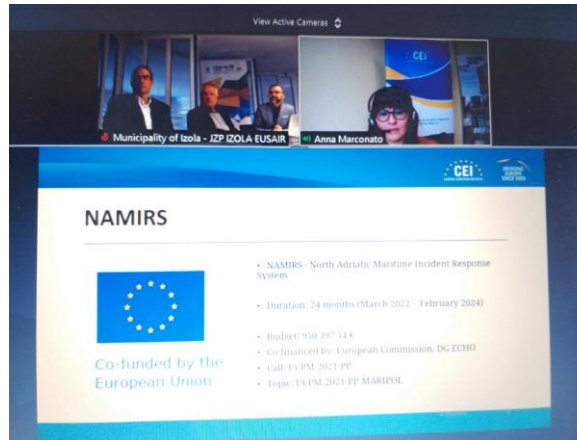 View Active Cameras
CEI
Municipality of Izola - JZP IZOLA EUSAIR
Anna Marconato
CEI
NAMIRS
• NAMIRS - North Adriatic Maritime Incident Response
System
• Duration: 24 months (March 2022 – February 2024)
• Budget: 950.397,54 €
• Co financed by: European Commission, DG ECHO
• Call: UCPM-2021-PP
• Topic: UCPM-2021-PP-MARIPOL
Co-funded by the
European Union